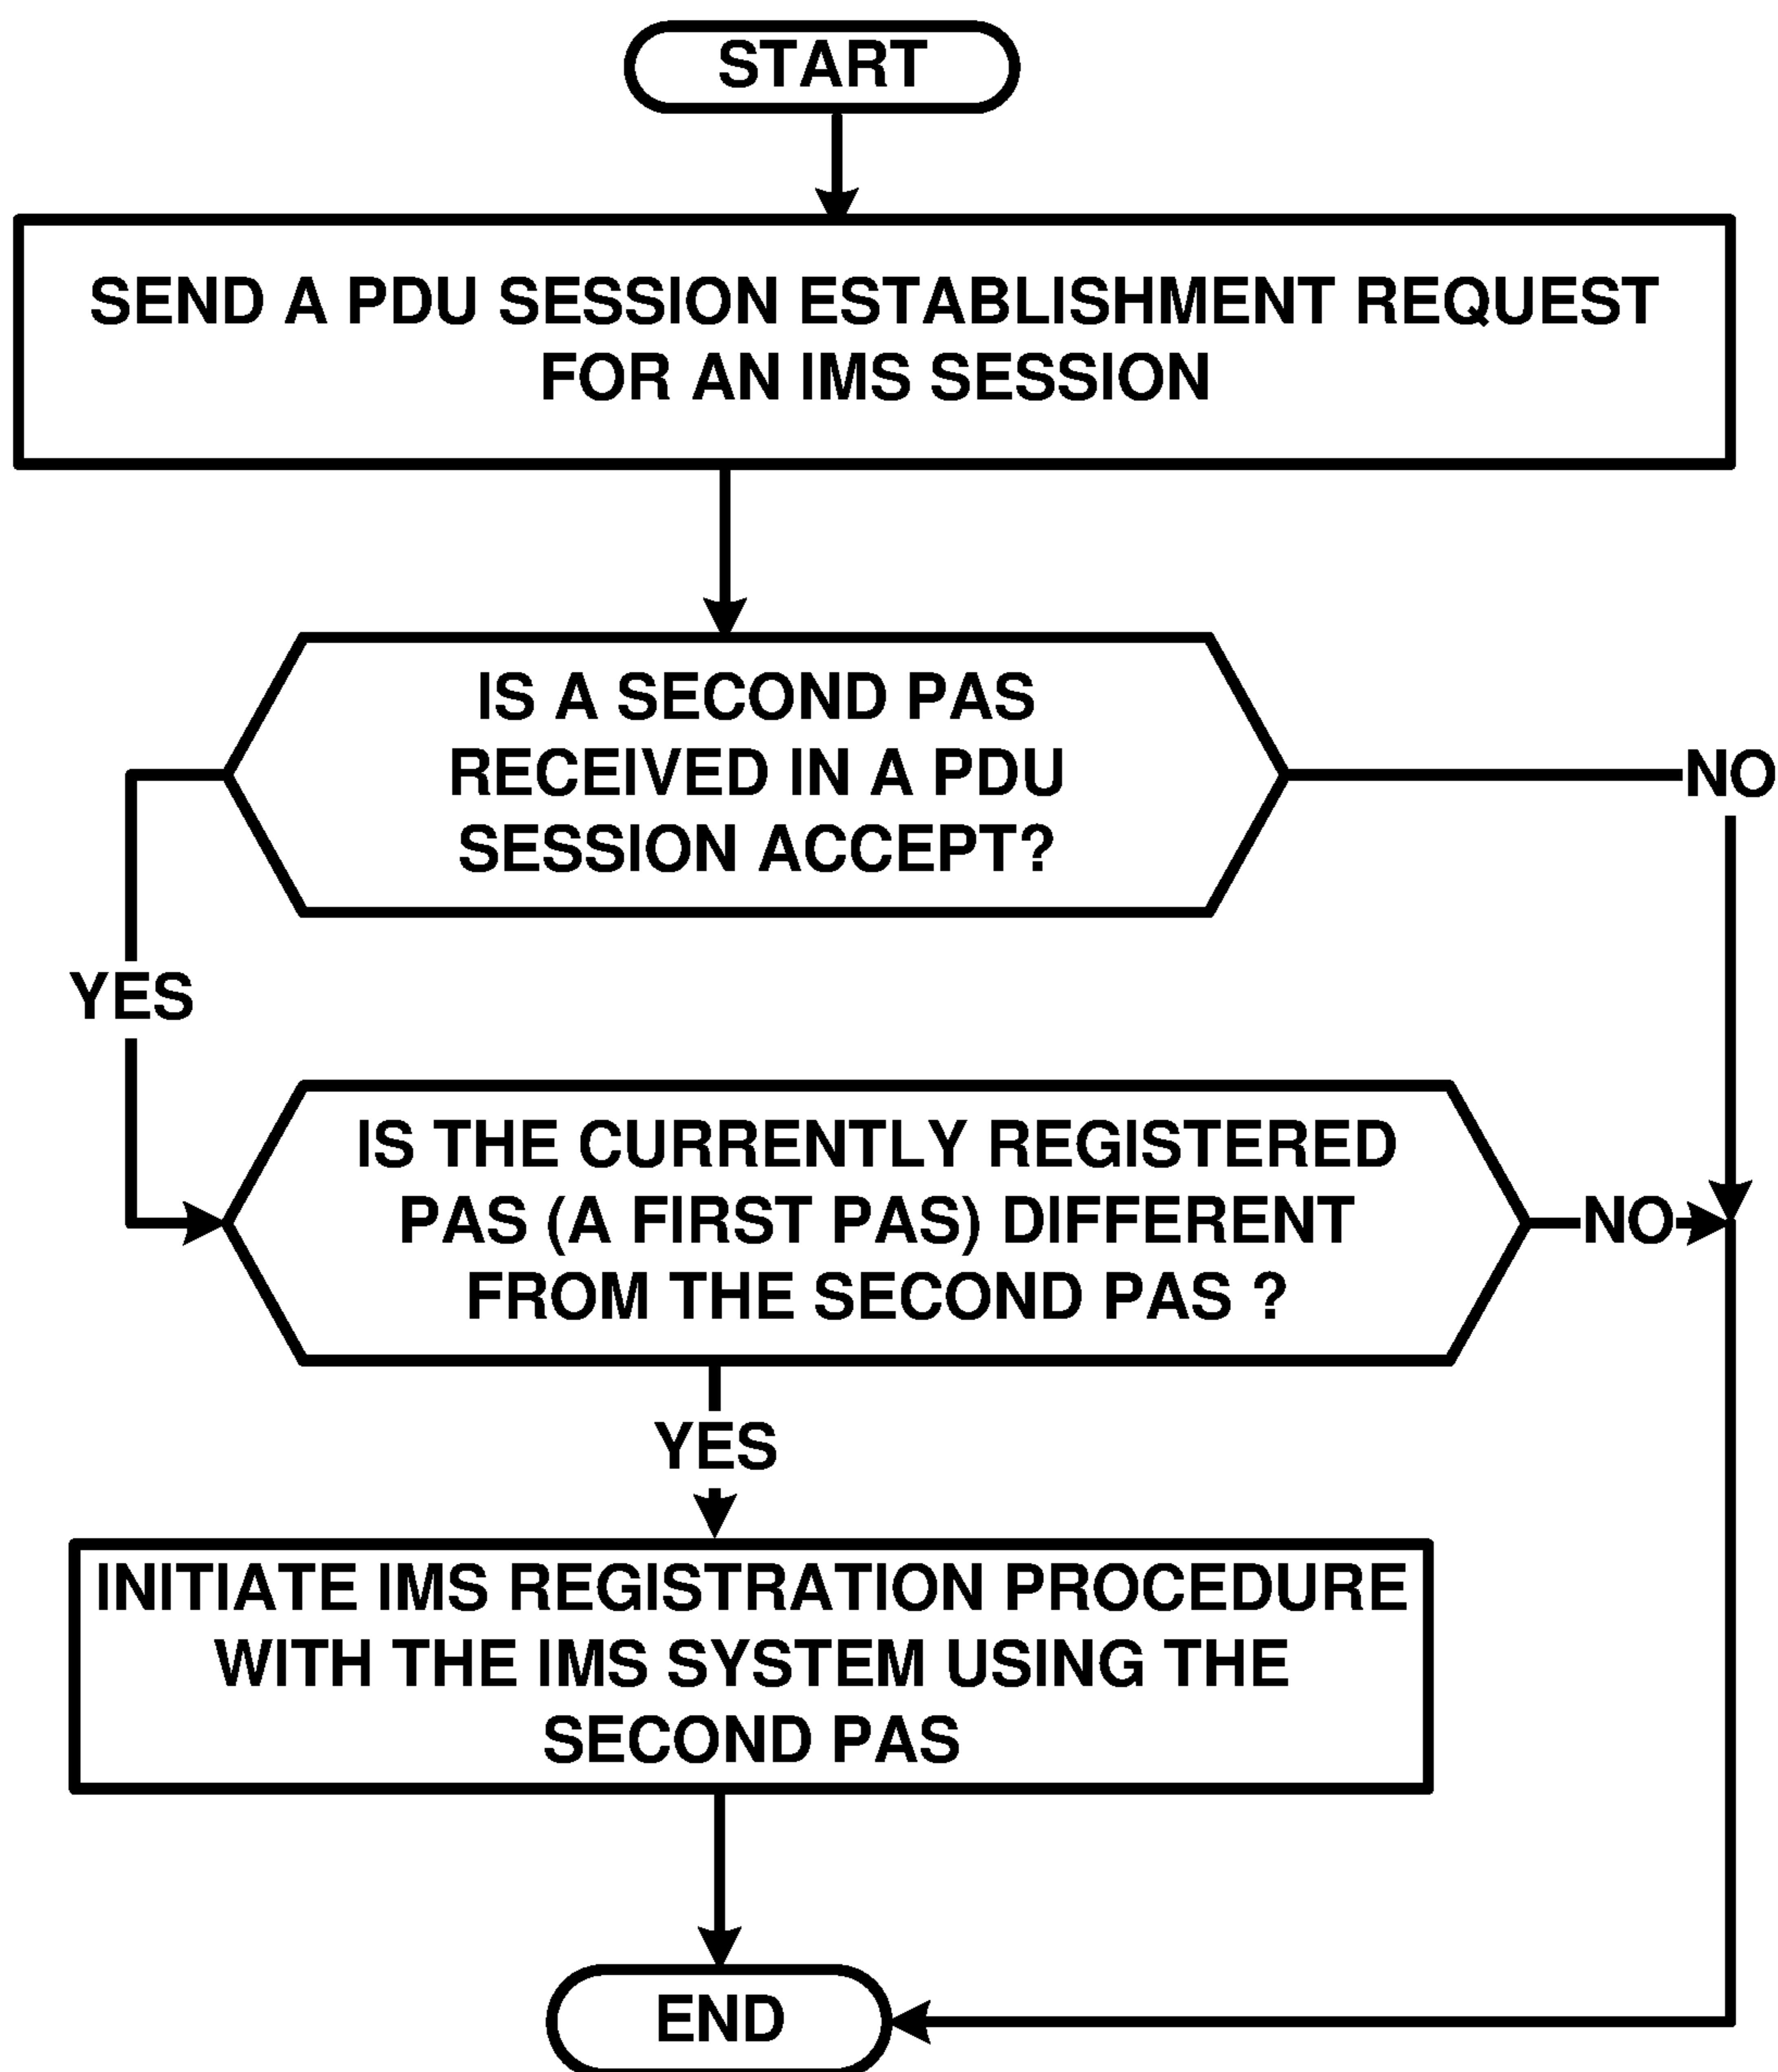 START
SEND A PDU SESSION ESTABLISHMENT REQUEST
FOR AN IMS SESSION
IS A SECOND PAS
RECEIVED IN A PDU
SESSION ACCEPT?
NO
YES
IS THE CURRENTLY REGISTERED
PAS (A FIRST PAS) DIFFERENT
FROM THE SECOND PAS ?
NO
YES
INITIATE IMS REGISTRATION PROCEDURE
WITH THE IMS SYSTEM USING THE
SECOND PAS
END